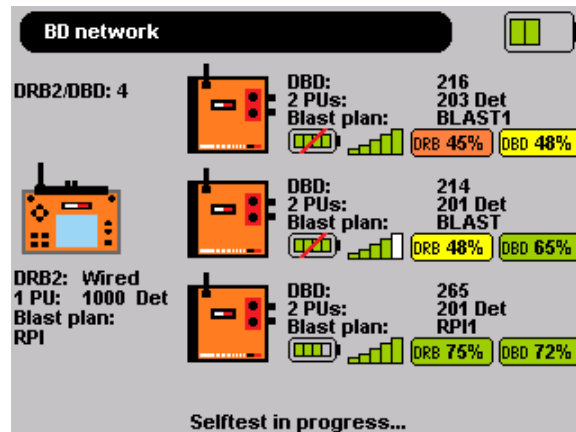 BD network
DRB2/DBD: 4
DRB2: Wired
1 PU: 1000 Det
Blast plan:
RPI
DBD: 216
2 PUs: 203 Det
Blast plan: BLAST1
DRB 45% DBD 48%
DBD: 214
2 PUs: 201 Det
Blast plan: BLAST
DRB 48% DBD 65%
DBD: 265
2 PUs: 201 Det
Blast plan: RPI1
DRB 75% DBD 72%
Selftest in progress...